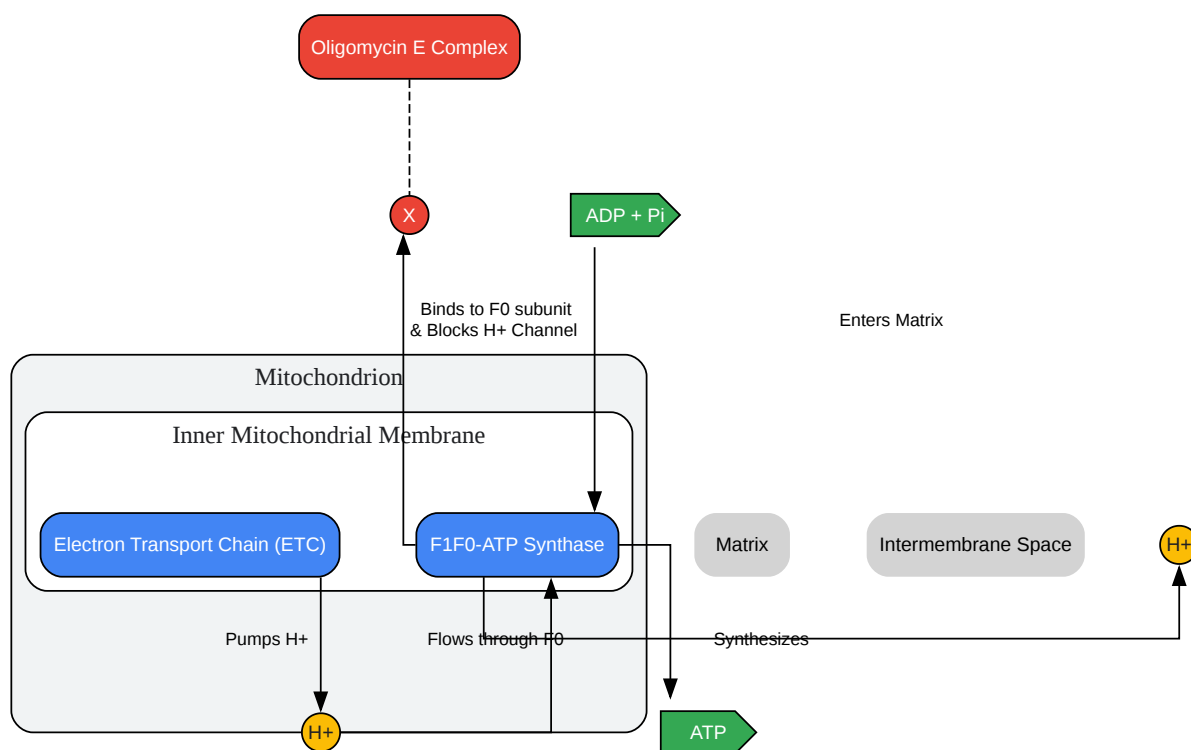 Oligomycin E Complex
X
ADP + Pi
Binds to F0 subunit
& Blocks H+ Channel
Enters Matrix
Mitochondrion
Inner Mitochondrial Membrane
Electron Transport Chain (ETC)
F1F0-ATP Synthase
Matrix
Intermembrane Space
H+
Pumps H+
Flows through F0
Synthesizes
H+
ATP